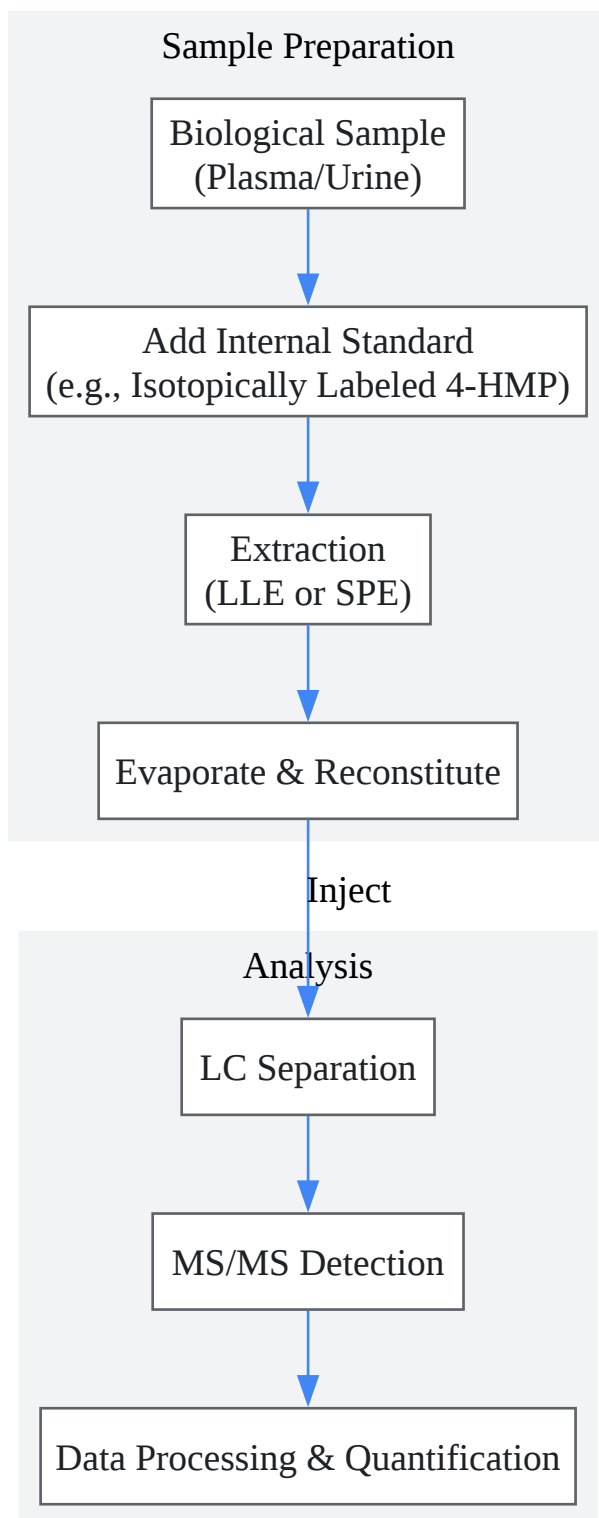 Sample Preparation
Biological Sample
(Plasma/Urine)
Add Internal Standard
(e.g., Isotopically Labeled 4-HMP)
Extraction
(LLE or SPE)
Evaporate & Reconstitute
Inject
Analysis
LC Separation
MS/MS Detection
Data Processing & Quantification